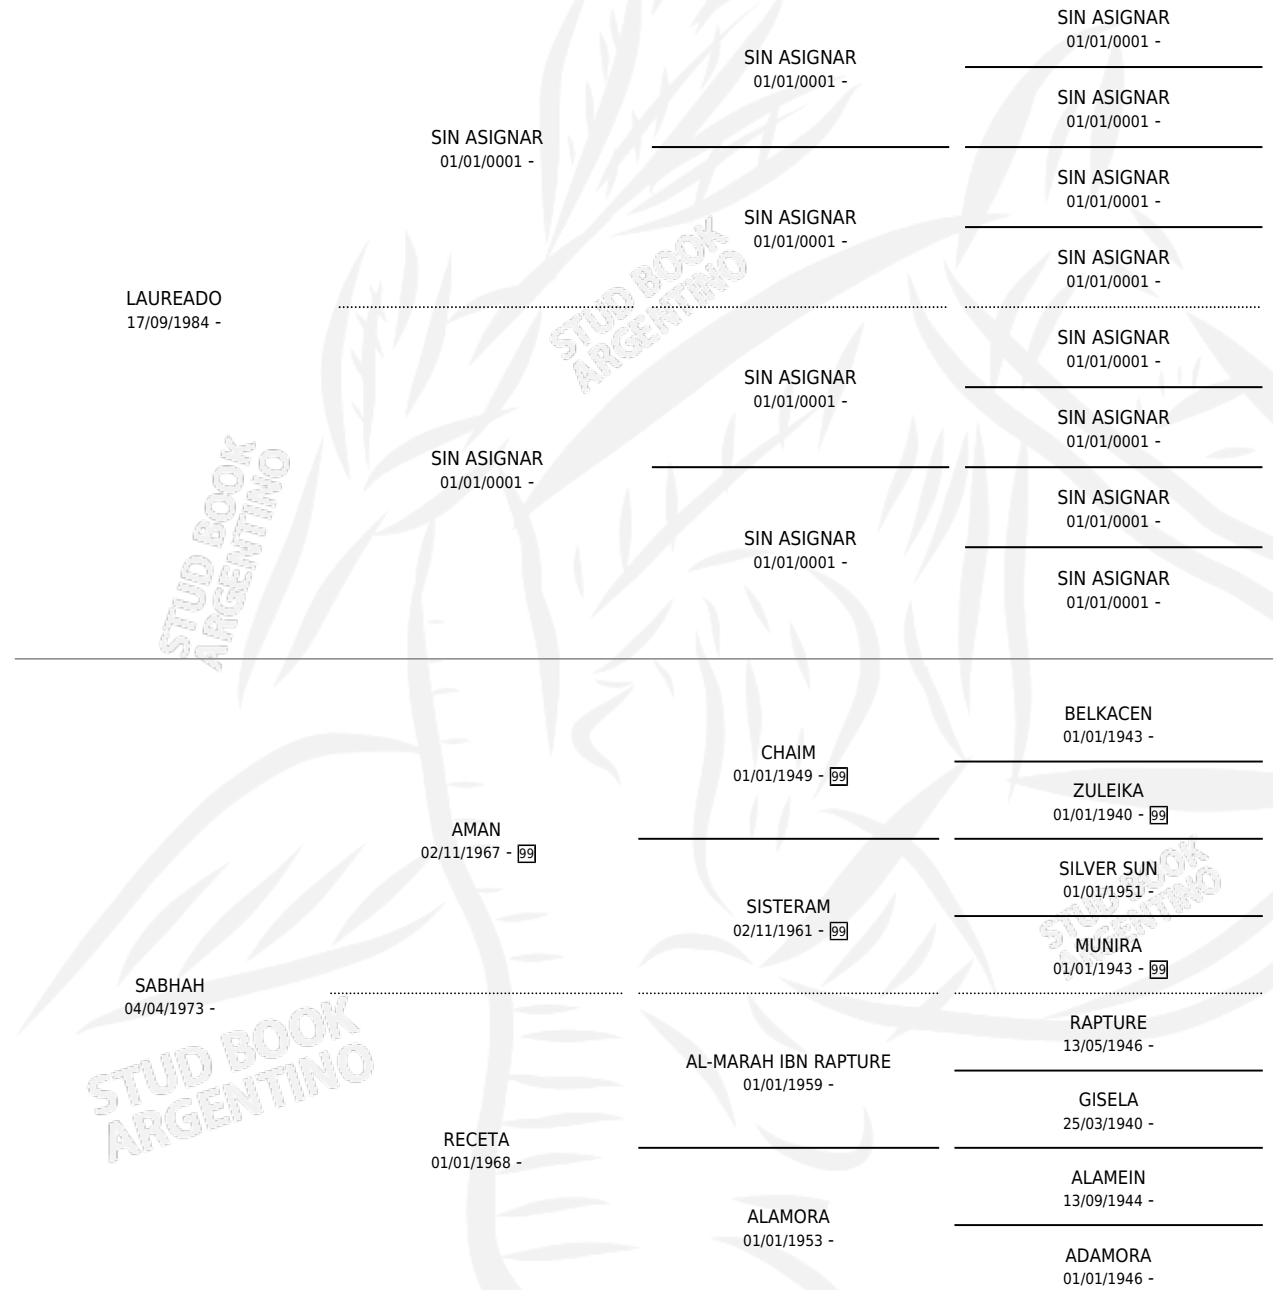 SIN ASIGNAR
01/01/0001 -
SIN ASIGNAR
01/01/0001 -
SIN ASIGNAR
01/01/0001 -
SIN ASIGNAR
01/01/0001 -
SIN ASIGNAR
01/01/0001 -
SIN ASIGNAR
01/01/0001 -
STUD BOOK
ARGENTINO
SIN ASIGNAR
01/01/0001 -
LAUREADO
17/09/1984 -
SIN ASIGNAR
01/01/0001 -
SIN ASIGNAR
01/01/0001 -
SIN ASIGNAR
01/01/0001 -
STUD BOOK
ARGENTINO
SIN ASIGNAR
01/01/0001 -
SIN ASIGNAR
01/01/0001 -
SIN ASIGNAR
01/01/0001 -
SIN ASIGNAR
01/01/0001 -
BELKACEN
01/01/1943 -
CHAIM
01/01/1949 - 99
ZULEIKA
01/01/1940 - 99
AMAN
02/11/1967 - 99
SILVER SUN
01/01/1951 -
STUD BOOK
ARGENTINO
SISTERAM
02/11/1961 - 99
MUNIRA
01/01/1943 - 99
SABHAH
04/04/1973 -
STUD BOOK
ARGENTINO
RAPTURE
13/05/1946 -
AL-MARAH IBN RAPTURE
01/01/1959 -
GISELA
25/03/1940 -
RECETA
01/01/1968 -
ALAMEIN
13/09/1944 -
ALAMORA
01/01/1953 -
ADAMORA
01/01/1946 -